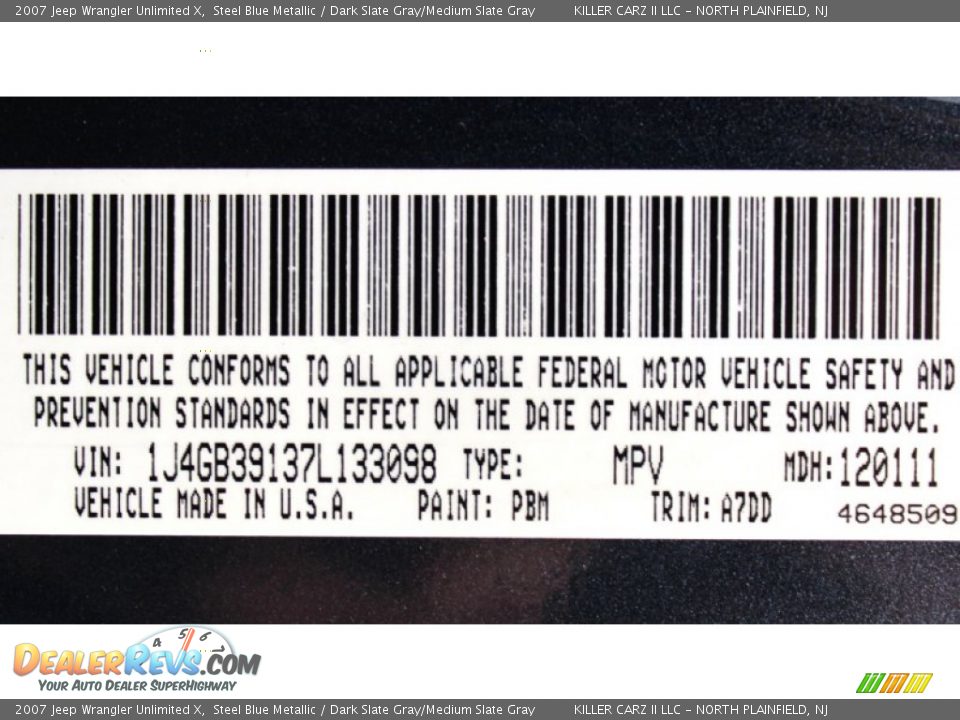 2007 Jeep Wrangler Unlimited X, Steel Blue Metallic / Dark Slate Gray/Medium Slate Gray KILLER CARZ II LLC - NORTH PLAINFIELD, NJ
THIS VEHICLE CONFORMS TO ALL APPLICABLE FEDERAL MOTOR VEHICLE SAFETY AND
PREVENTION STANDARDS IN EFFECT ON THE DATE OF MANUFACTURE SHOWN ABOVE.
VIN: 1J4GB39137L133098 TYPE: MPV MDH:120111
VEHICLE MADE IN U.S.A. PAINT: PBM TRIM: A7DD 4648509
4 5 6 7
DEALERREVS.COM
YOUR AUTO DEALER SUPERHIGHWAY
2007 Jeep Wrangler Unlimited X, Steel Blue Metallic / Dark Slate Gray/Medium Slate Gray KILLER CARZ II LLC - NORTH PLAINFIELD, NJ